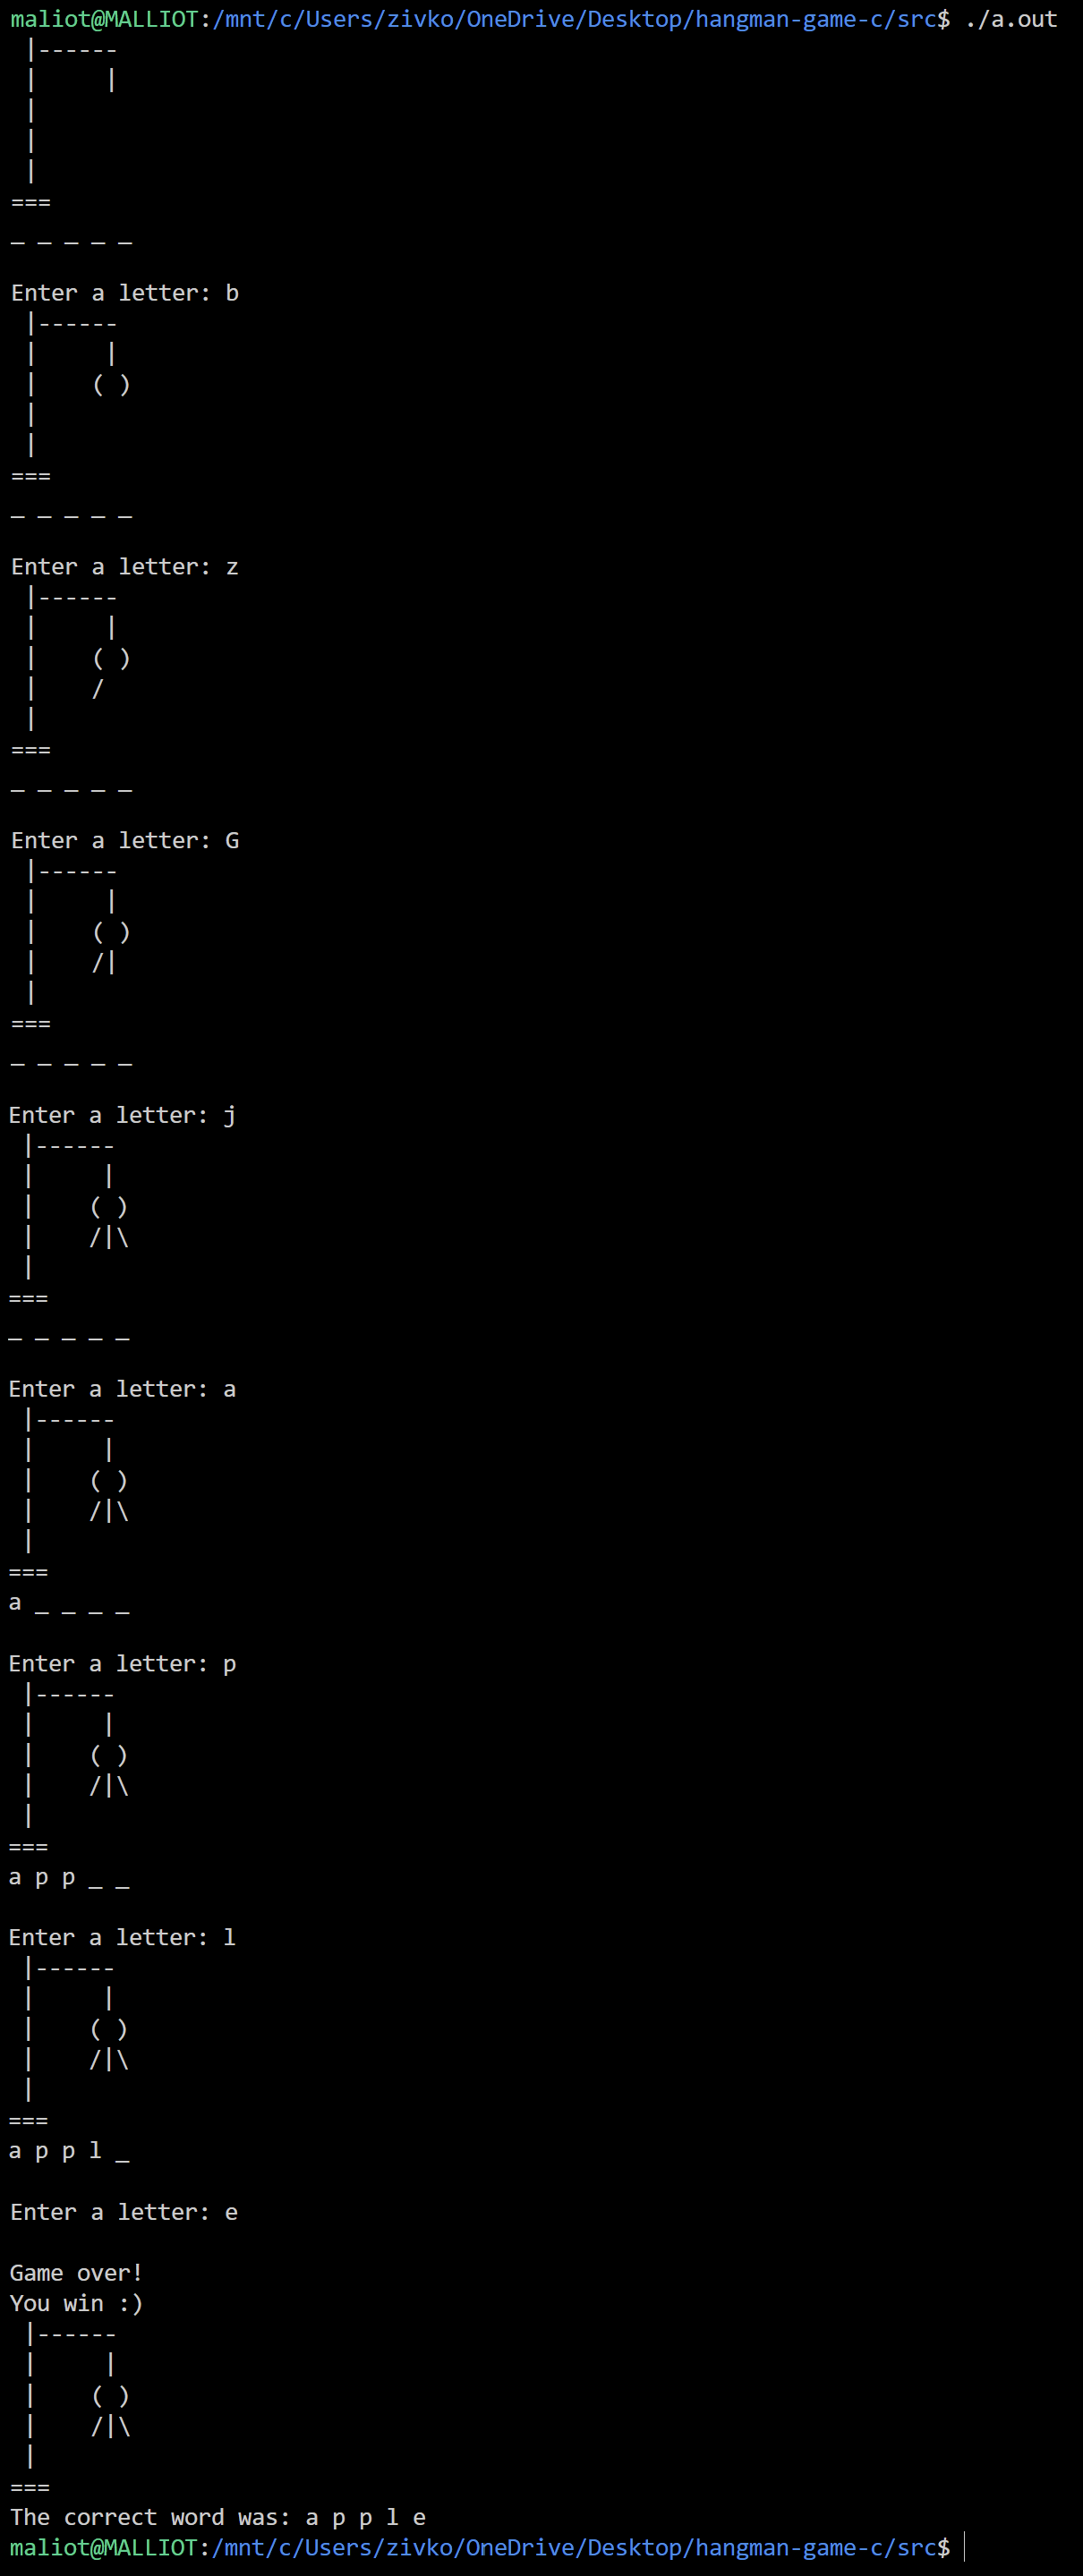 maliot@MALLIOT:/mnt/c/Users/zivko/OneDrive/Desktop/hangman-game-c/src$ ./a.out
 |------
 |     |
 |
 |
 |
===
_ _ _ _ _

Enter a letter: b
 |------
 |     |
 |    ( )
 |
 |
===
_ _ _ _ _

Enter a letter: z
 |------
 |     |
 |    ( )
 |    /
 |
===
_ _ _ _ _

Enter a letter: G
 |------
 |     |
 |    ( )
 |    /|
 |
===
_ _ _ _ _

Enter a letter: j
 |------
 |     |
 |    ( )
 |    /|\
 |
===
_ _ _ _ _

Enter a letter: a
 |------
 |     |
 |    ( )
 |    /|\
 |
===
a _ _ _ _

Enter a letter: p
 |------
 |     |
 |    ( )
 |    /|\
 |
===
a p p _ _

Enter a letter: l
 |------
 |     |
 |    ( )
 |    /|\
 |
===
a p p l _

Enter a letter: e

Game over!
You win :)
 |------
 |     |
 |    ( )
 |    /|\
 |
===
The correct word was: a p p l e
maliot@MALLIOT:/mnt/c/Users/zivko/OneDrive/Desktop/hangman-game-c/src$